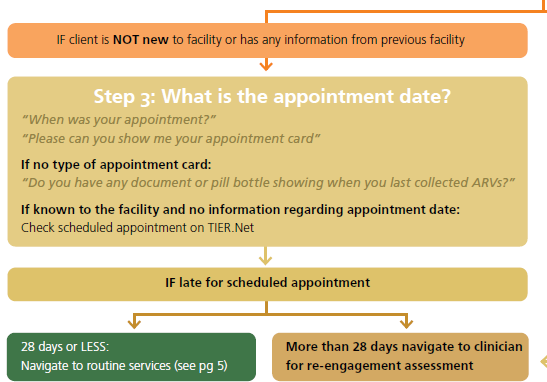 IF client is NOT new to facility or has any information from previous facility
Step 3: What is the appointment date?
“When was your appointment?”
“Please can you show me your appointment card”
If no type of appointment card:
“Do you have any document or pill bottle showing when you last collected ARVs?”
If known to the facility and no information regarding appointment date:
Check scheduled appointment on TIER.Net
IF late for scheduled appointment
28 days or LESS:
Navigate to routine services (see pg 5)
More than 28 days navigate to clinician
for re-engagement assessment